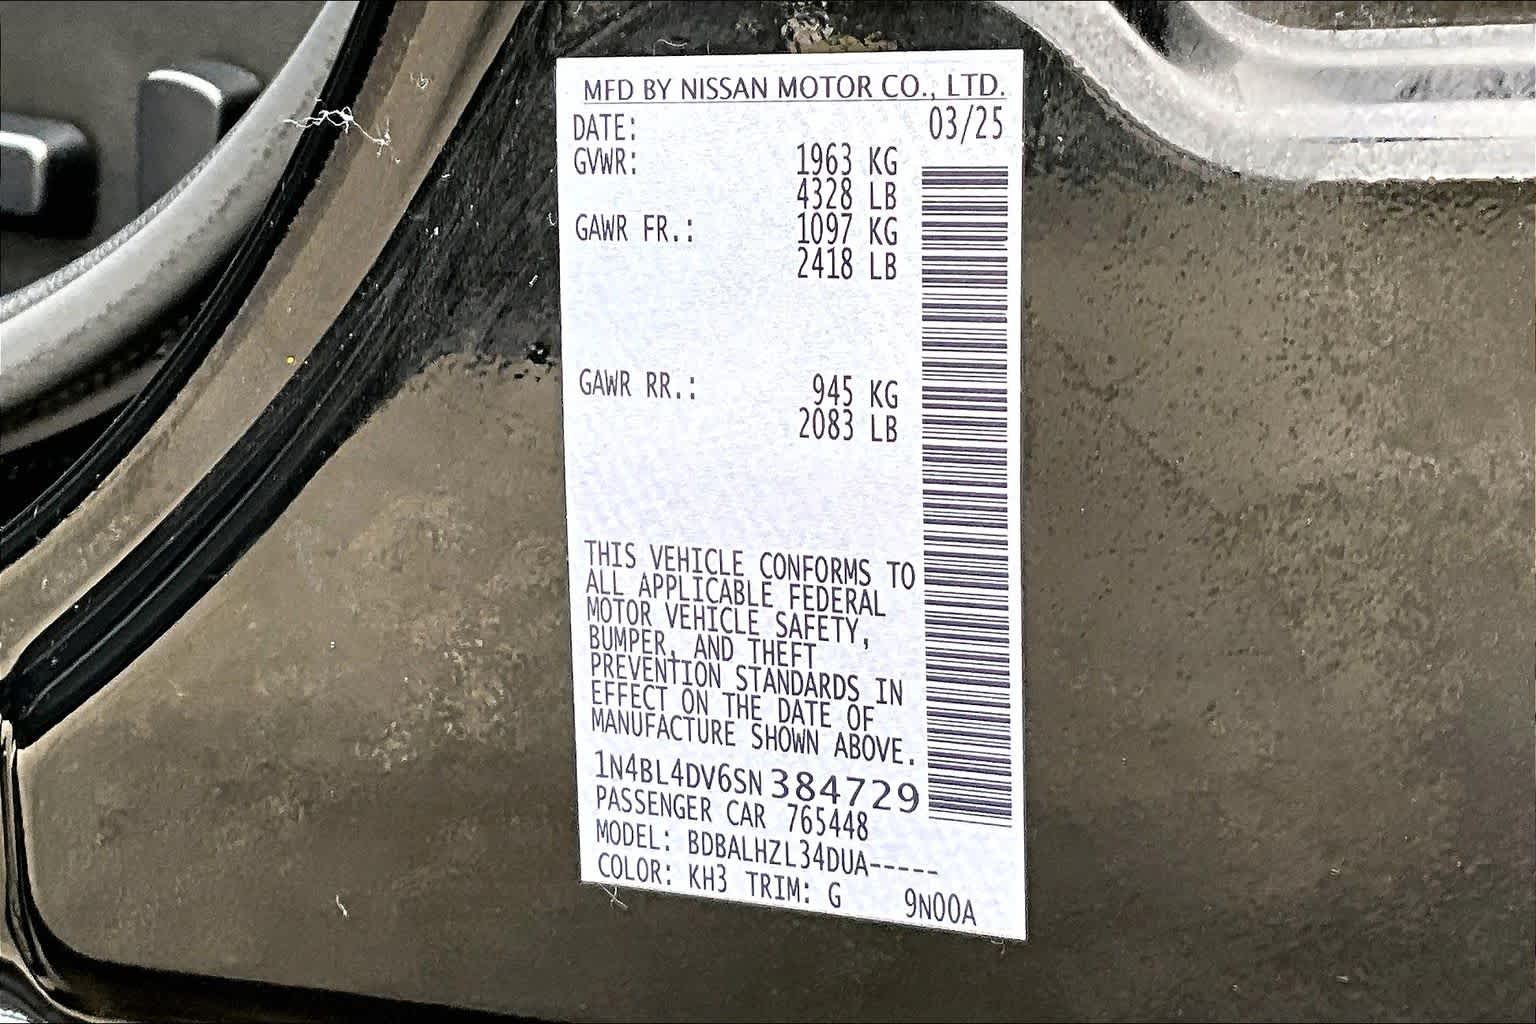 MFD BY NISSAN MOTOR CO., LTD.
DATE: 03/25
GVWR: 1963 KG
4328 LB
GAWR FR.: 1097 KG
2418 LB
GAWR RR.: 945 KG
2083 LB
THIS VEHICLE CONFORMS TO
ALL APPLICABLE FEDERAL
MOTOR VEHICLE SAFETY,
BUMPER, AND THEFT
PREVENTION STANDARDS IN
EFFECT ON THE DATE OF
MANUFACTURE SHOWN ABOVE.
1N4BL4DV6SN384729
PASSENGER CAR 765448
MODEL: BDBALHZL34DUA-----
COLOR: KH3 TRIM: G 9N00A